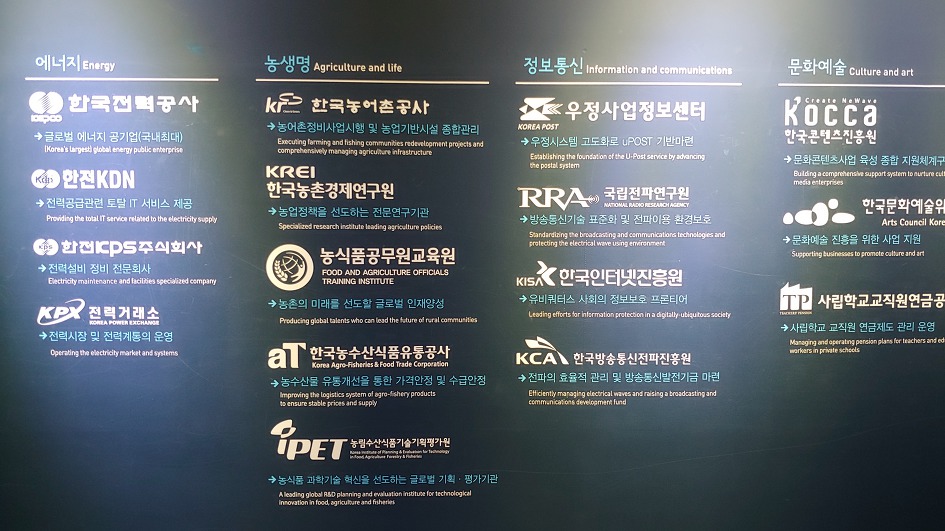 에너지 Energy
KEPCO 한국전력공사
→글로벌 에너지 공기업(국내최대)
(Korea's largest) global energy public enterprise
Kdn 한전KDN
→전력공급관련 토탈 IT 서비스 제공
Providing the total IT service related to the electricity supply
kps 한전KPS주식회사
→전력설비 정비 전문회사
Electricity maintenance and facilities specialized company
KPX 전력거래소
KOREA POWER EXCHANGE
→전력시장 및 전력계통의 운영
Operating the electricity market and systems
농생명 Agriculture and life
한국농어촌공사
→농어촌정비사업시행 및 농업기반시설 종합관리
Executing farming and fishing communities redevelopment projects and
comprehensively managing agriculture infrastructure
KREI
한국농촌경제연구원
→농업정책을 선도하는 전문연구기관
Specialized research institute leading agriculture policies
농식품공무원교육원
FOOD AND AGRICULTURE OFFICIALS
TRAINING INSTITUTE
→농촌의 미래를 선도할 글로벌 인재양성
Producing global talents who can lead the future of rural communities
aT 한국농수산식품유통공사
Korea Agro-Fisheries & Food Trade Corporation
→농수산물 유통개선을 통한 가격안정 및 수급안정
Improving the logistics system of agro-fishery products
to ensure stable prices and supply
iPET 농림수산식품기술기획평가원
Korea Institute of Planning & Evaluation for Technology
in Food, Agriculture Forestry & Fisheries
→농식품 과학기술 혁신을 선도하는 글로벌 기획 · 평가기관
A leading global R&D planning and evaluation institute for technological
innovation in food, agriculture and fisheries
정보통신 Information and communications
KOREA POST 우정사업정보센터
→우정시스템 고도화로 uPOST 기반마련
Establishing the foundation of the U-Post service by advancing
the postal system
RRA 국립전파연구원
NATIONAL RADIO RESEARCH AGENCY
→방송통신기술 표준화 및 전파이용 환경보호
Standardizing the broadcasting and communications technologies and
protecting the electrical wave using environment
KISA 한국인터넷진흥원
→유비쿼터스 사회의 정보보호 프론티어
Leading efforts for information protection in a digitally-ubiquitous society
KCA 한국방송통신전파진흥원
→전파의 효율적 관리 및 방송통신발전기금 마련
Efficiently managing electrical waves and raising a broadcasting and
communications development fund
문화예술 Culture and art
Create NeWave
Kocca
한국콘텐츠진흥원
→문화콘텐츠사업 육성 종합 지원체계구
Building a comprehensive support system to nurture cultu
media enterprises
한국문화예술위
Arts Council Kore
→문화예술 진흥을 위한 사업 지원
Supporting businesses to promote culture and art
TP 사립학교교직원연금공
TEACHERS' PENSION
→사립학교 교직원 연금제도 관리 운영
Managing and operating pension plans for teachers and edu
workers in private schools